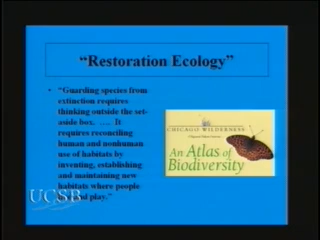 “Restoration Ecology”
• “Guarding species from
extinction requires
thinking outside the set-
aside box. ….. It
requires reconciling
human and nonhuman
use of habitats by
inventing, establishing
and maintaining new
habitats where people
and play.”
CHICAGO WILDERNESS
An Atlas of
Biodiversity
UCSB